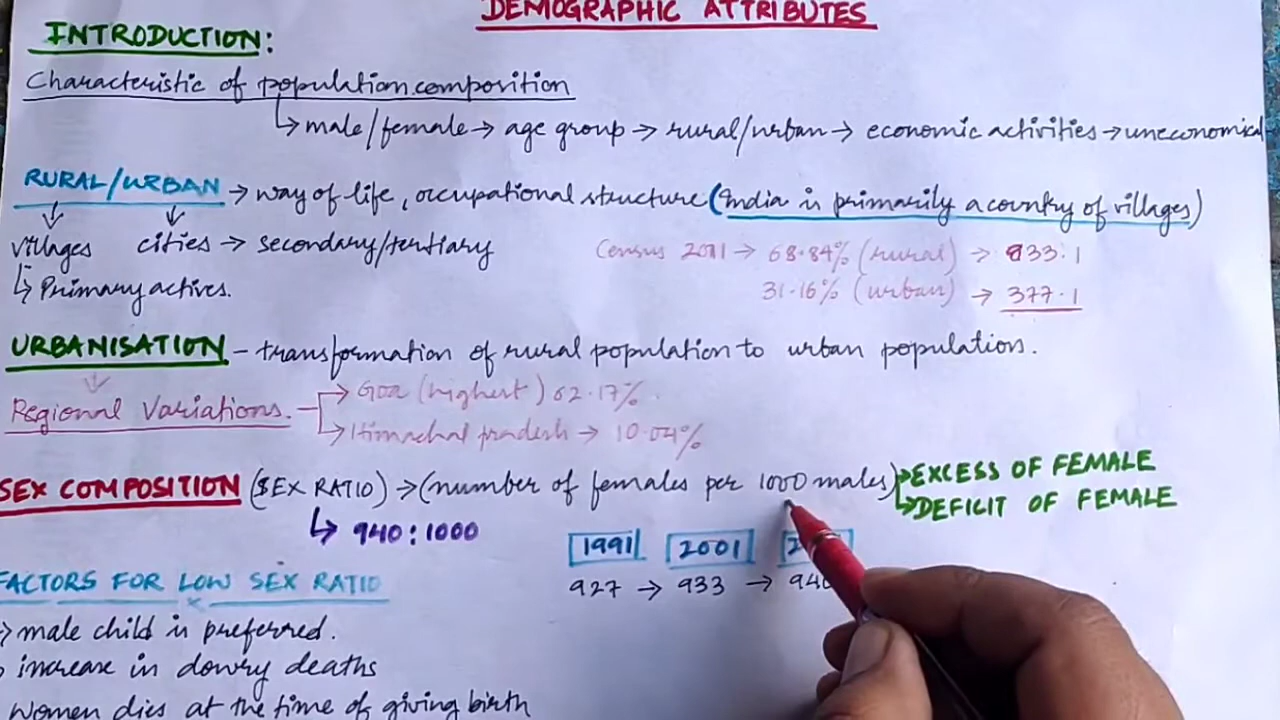 DEMOGRAPHIC ATTRIBUTES
INTRODUCTION:
Characteristic of population composition
↳ male/female → age group → rural/urban → economic activities → uneconomical
RURAL/URBAN → way of life, occupational structure (India is primarily a country of villages)
villages cities → secondary/tertiary
↳ Primary actives.
Census 2011 → 68.84% (rural) → 833.1
31.16% (urban) → 377.1
URBANISATION - transformation of rural population to urban population.
Regional Variations. → Goa (highest) 62.17%.
→ Himachal pradesh → 10.04%
SEX COMPOSITION (SEX RATIO) → (number of females per 1000 males) → EXCESS OF FEMALE
↳ DEFICIT OF FEMALE
↳ 940:1000
1991 2001
927 → 933 → 940
FACTORS FOR LOW SEX RATIO
→ male child is preferred.
increase in dowry deaths
women dies at the time of giving birth